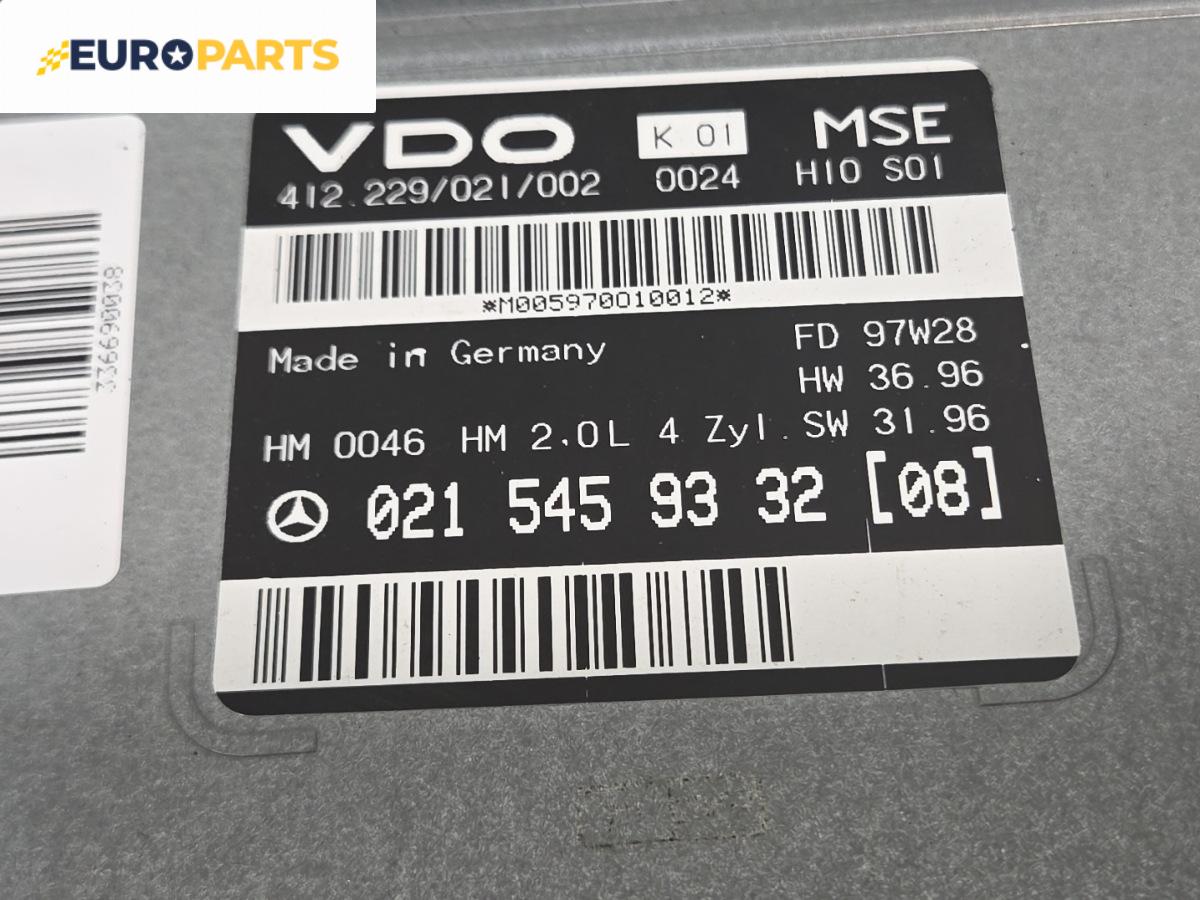 EUROPARTS
VDO K 01 MSE
412.229/021/002 0024 H10 S01
*M005970010012*
Made in Germany FD 97W28
HW 36.96
HM 0046 HM 2.0L 4 Zyl. SW 31.96
021 545 93 32 [08]
3366900038